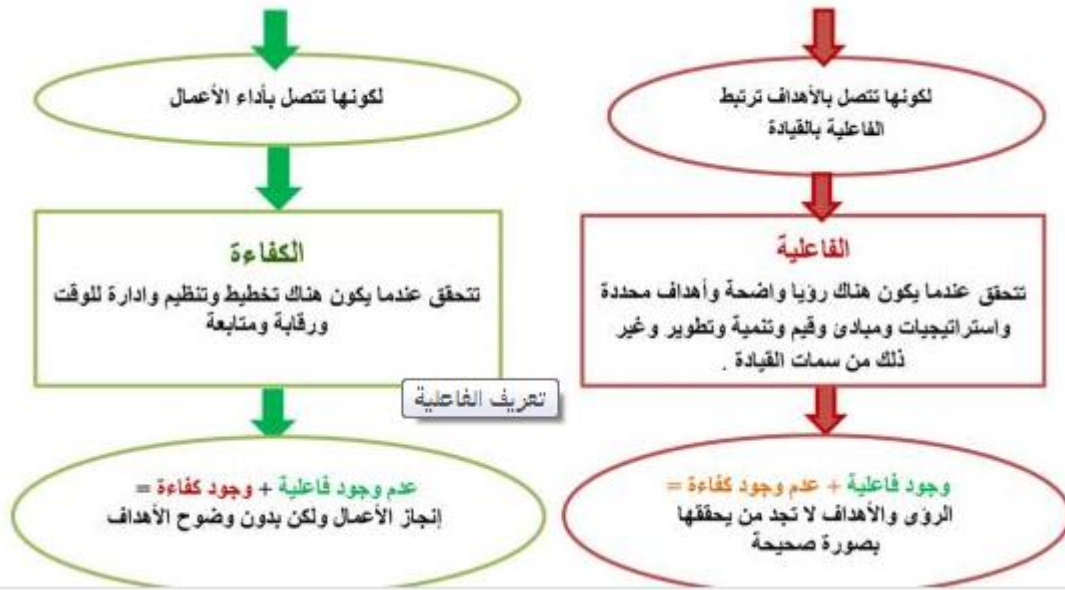 لكونها تتصل بالأهداف ترتبط
الفاعلية بالقيادة
الفاعلية
تتحقق عندما يكون هناك رؤيا واضحة وأهداف محددة
واستراتيجيات ومبادئ وقيم وتنمية وتطوير وغير
ذلك من سمات القيادة .
وجود فاعلية + عدم وجود كفاءة =
الرؤى والأهداف لا تجد من يحققها
بصورة صحيحة
لكونها تتصل بأداء الأعمال
الكفاءة
تتحقق عندما يكون هناك تخطيط وتنظيم وادارة للوقت
ورقابة ومتابعة
تعريف الفاعلية
عدم وجود فاعلية + وجود كفاءة =
إنجاز الأعمال ولكن بدون وضوح الأهداف